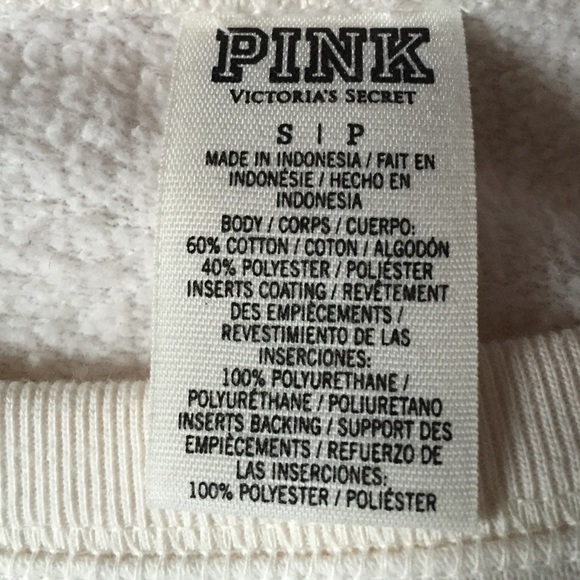 PINK
VICTORIA'S SECRET
S | P
MADE IN INDONESIA / FAIT EN
INDONÉSIE / HECHO EN
INDONESIA
BODY / CORPS / CUERPO:
60% COTTON / COTON / ALGODÓN
40% POLYESTER / POLIÉSTER
INSERTS COATING / REVÊTEMENT
DES EMPIÈCEMENTS /
REVESTIMIENTO DE LAS
INSERCIONES:
100% POLYURETHANE /
POLYURÉTHANE / POLIURETANO
INSERTS BACKING / SUPPORT DES
EMPIÈCEMENTS / REFUERZO DE
LAS INSERCIONES:
100% POLYESTER / POLIÉSTER